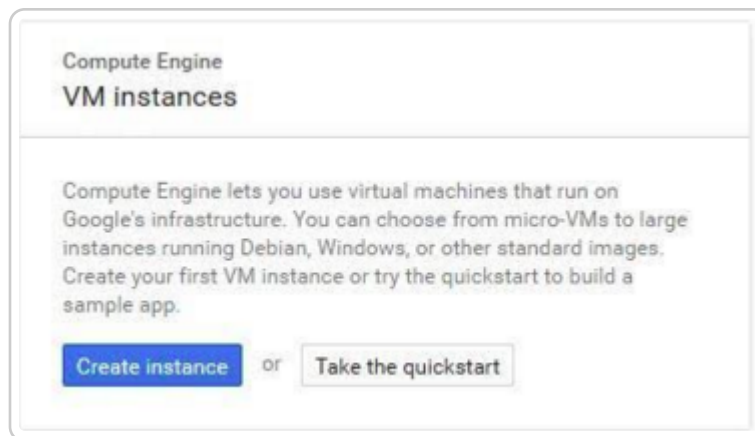 Compute Engine
VM instances
Compute Engine lets you use virtual machines that run on
Google's infrastructure. You can choose from micro-VMs to large
instances running Debian, Windows, or other standard images.
Create your first VM instance or try the quickstart to build a
sample app.
Create instance or Take the quickstart